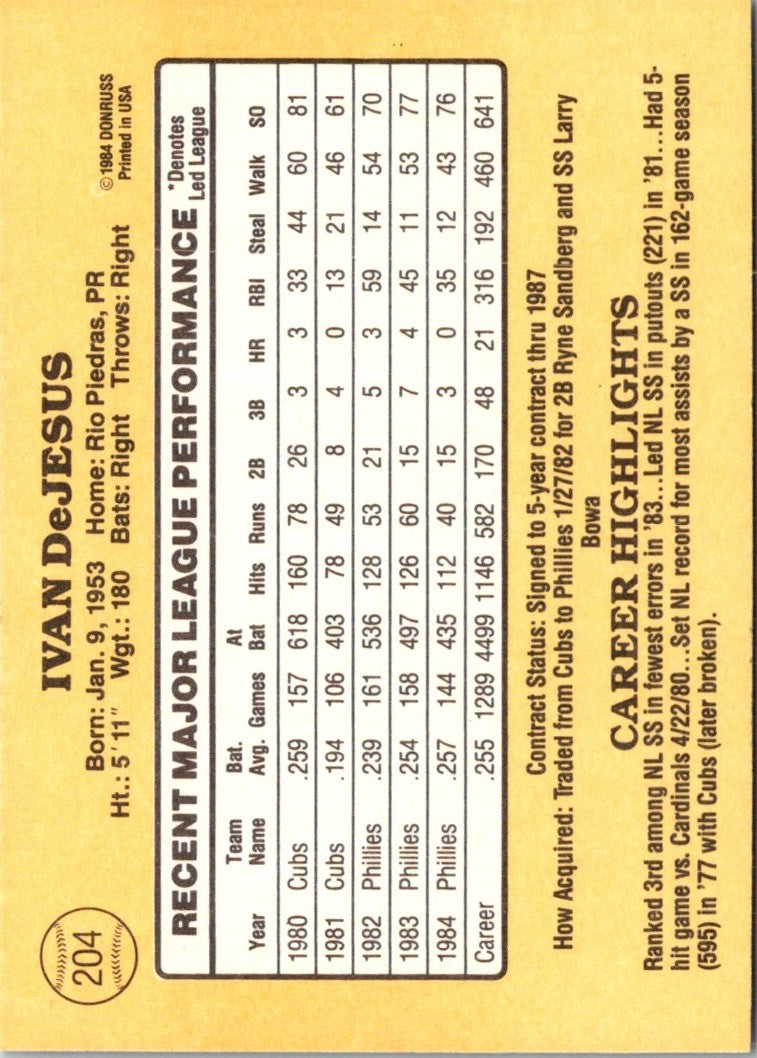 204
IVAN DeJESUS
© 1984 DONRUSS
Printed in USA
Born: Jan. 9, 1953 Home: Rio Piedras, PR
Ht.: 5'11" Wgt.: 180 Bats: Right Throws: Right
RECENT MAJOR LEAGUE PERFORMANCE *Denotes Led League
Year Team Name Bat. Avg. Games At Bat Hits Runs 2B 3B HR RBI Steal Walk SO
1980 Cubs .259 157 618 160 78 26 3 3 33 44 60 81
1981 Cubs .194 106 403 78 49 8 4 0 13 21 46 61
1982 Phillies .239 161 536 128 53 21 5 3 59 14 54 70
1983 Phillies .254 158 497 126 60 15 7 4 45 11 53 77
1984 Phillies .257 144 435 112 40 15 3 0 35 12 43 76
Career .255 1289 4499 1146 582 170 48 21 316 192 460 641
Contract Status: Signed to 5-year contract thru 1987
How Acquired: Traded from Cubs to Phillies 1/27/82 for 2B Ryne Sandberg and SS Larry
Bowa
CAREER HIGHLIGHTS
Ranked 3rd among NL SS in fewest errors in '83...Led NL SS in putouts (221) in '81...Had 5-
hit game vs. Cardinals 4/22/80...Set NL record for most assists by a SS in 162-game season
(595) in '77 with Cubs (later broken).